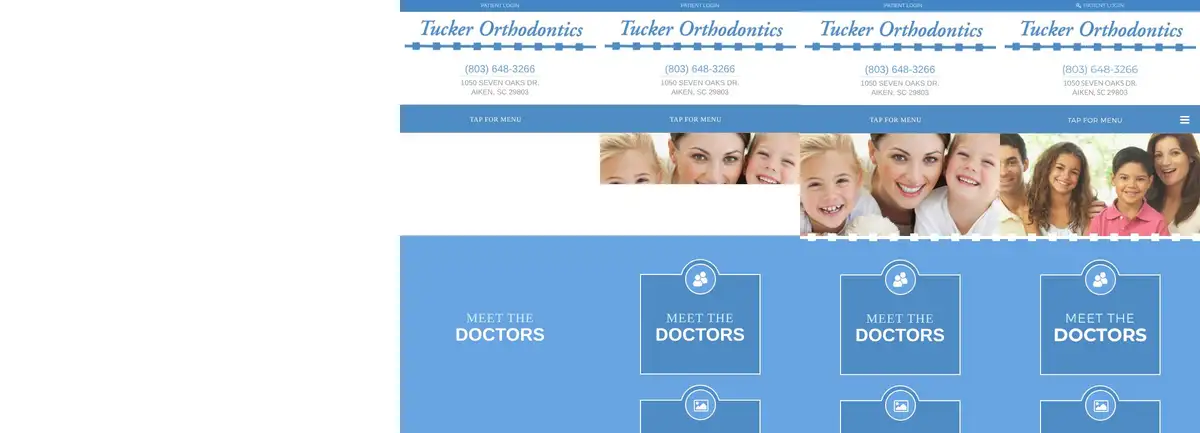 PATIENT LOGIN
Tucker Orthodontics
(803) 648-3266
1050 SEVEN OAKS DR.
AIKEN, SC 29803
TAP FOR MENU
MEET THE
DOCTORS
PATIENT LOGIN
Tucker Orthodontics
(803) 648-3266
1050 SEVEN OAKS DR.
AIKEN, SC 29803
TAP FOR MENU
MEET THE
DOCTORS
PATIENT LOGIN
Tucker Orthodontics
(803) 648-3266
1050 SEVEN OAKS DR.
AIKEN, SC 29803
TAP FOR MENU
MEET THE
DOCTORS
PATIENT LOGIN
Tucker Orthodontics
(803) 648-3266
1050 SEVEN OAKS DR.
AIKEN, SC 29803
TAP FOR MENU
MEET THE
DOCTORS